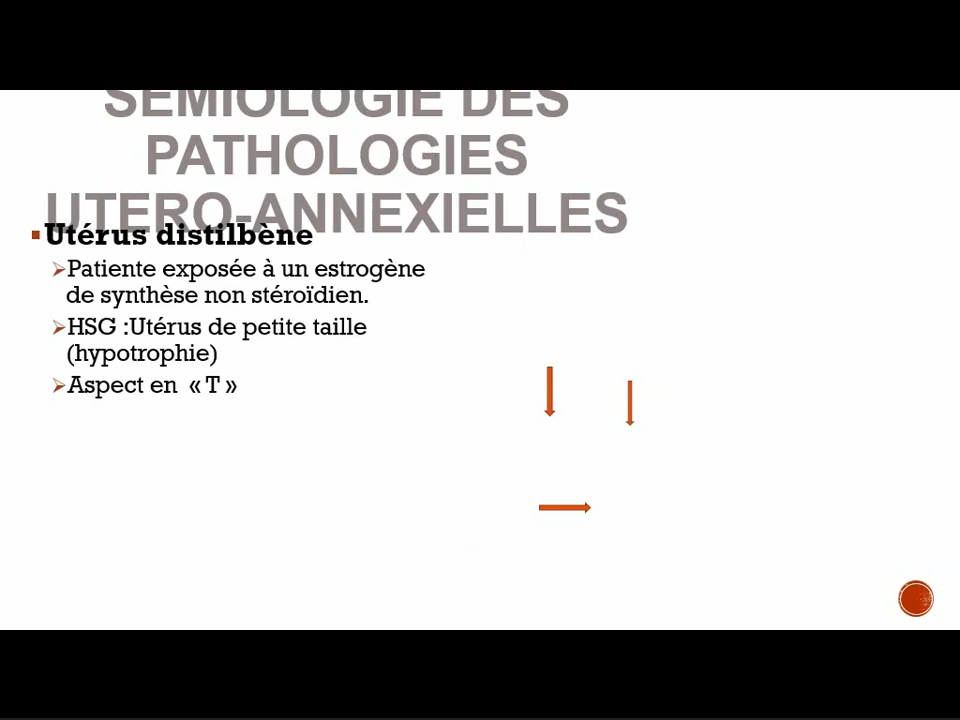 SEMIOLOGIE DES
PATHOLOGIES
UTERO-ANNEXIELLES
Utérus distilbène
Patiente exposée à un estrogène
de synthèse non stéroïdien.
HSG :Utérus de petite taille
(hypotrophie)
Aspect en « T »